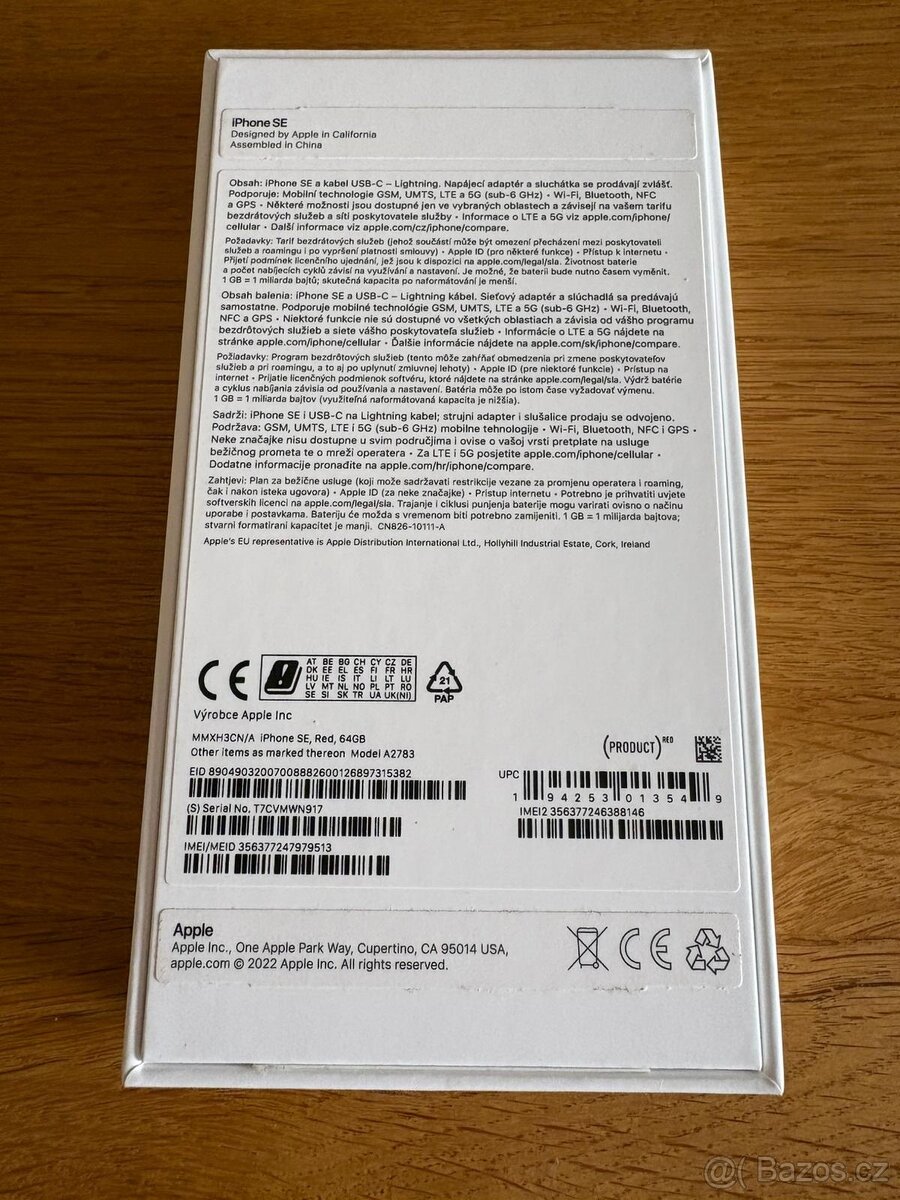 iPhone SE
Designed by Apple in California
Assembled in China
Obsah: iPhone SE a kabel USB-C – Lightning. Napájecí adaptér a sluchátka se prodávají zvlášť.
Podporuje: Mobilní technologie GSM, UMTS, LTE a 5G (sub-6 GHz) • Wi-Fi, Bluetooth, NFC
a GPS • Některé možnosti jsou dostupné jen ve vybraných oblastech a závisejí na vašem tarifu
bezdrátových služeb a síti poskytovatele služby • Informace o LTE a 5G viz apple.com/iphone/
cellular • Další informace viz apple.com/cz/iphone/compare.
Požadavky: Tarif bezdrátových služeb (jehož součástí může být omezení přecházení mezi poskytovateli
služeb a roamingu i po vypršení platnosti smlouvy) • Apple ID (pro některé funkce) • Přístup k internetu •
Přijetí podmínek licenčního ujednání, jež jsou k dispozici na apple.com/legal/sla. Životnost baterie
a počet nabíjecích cyklů závisí na využívání a nastavení. Je možné, že baterii bude nutno časem vyměnit.
1 GB = 1 miliarda bajtů; skutečná kapacita po naformátování je menší.
Obsah balenia: iPhone SE a USB-C – Lightning kábel. Sieťový adaptér a slúchadlá sa predávajú
samostatne. Podporuje mobilné technológie GSM, UMTS, LTE a 5G (sub-6 GHz) • Wi-Fi, Bluetooth,
NFC a GPS • Niektoré funkcie nie sú dostupné vo všetkých oblastiach a závisia od vášho programu
bezdrôtových služieb a siete vášho poskytovateľa služieb • Informácie o LTE a 5G nájdete na
stránke apple.com/iphone/cellular • Ďalšie informácie nájdete na apple.com/sk/iphone/compare.
Požiadavky: Program bezdrôtových služieb (tento môže zahŕňať obmedzenia pri zmene poskytovateľov
služieb a pri roamingu, a to aj po uplynutí zmluvnej lehoty) • Apple ID (pre niektoré funkcie) • Prístup na
internet • Prijatie licenčných podmienok softvéru, ktoré nájdete na stránke apple.com/legal/sla. Výdrž batérie
a cyklus nabíjania závisia od používania a nastavení. Batéria môže po istom čase vyžadovať výmenu.
1 GB = 1 miliarda bajtov (využiteľná naformátovaná kapacita je nižšia).
Sadrži: iPhone SE i USB-C na Lightning kabel; strujni adapter i slušalice prodaju se odvojeno.
Podržava: GSM, UMTS, LTE i 5G (sub-6 GHz) mobilne tehnologije • Wi-Fi, Bluetooth, NFC i GPS •
Neke značajke nisu dostupne u svim područjima i ovise o vašoj vrsti pretplate na usluge
bežičnog prometa te o mreži operatera • Za LTE i 5G posjetite apple.com/iphone/cellular •
Dodatne informacije pronađite na apple.com/hr/iphone/compare.
Zahtjevi: Plan za bežične usluge (koji može sadržavati restrikcije vezane za promjenu operatera i roaming,
čak i nakon isteka ugovora) • Apple ID (za neke značajke) • Pristup internetu • Potrebno je prihvatiti uvjete
softverskih licenci na apple.com/legal/sla. Trajanje i ciklusi punjenja baterije mogu varirati ovisno o načinu
uporabe i postavkama. Bateriju će možda s vremenom biti potrebno zamijeniti. 1 GB = 1 milijarda bajtova;
stvarni formatirani kapacitet je manji. CN826-10111-A
Apple's EU representative is Apple Distribution International Ltd., Hollyhill Industrial Estate, Cork, Ireland
CE
AT BE BG CH CY CZ DE
DK EE EL ES FI FR HR
HU IE IS IT LI LT LU
LV MT NL NO PL PT RO
SE SI SK TR UA UK(NI)
21
PAP
Výrobce Apple Inc
MMXH3CN/A iPhone SE, Red, 64GB
Other items as marked thereon Model A2783
(PRODUCT)RED
EID 89049032007008882600126897315382
UPC
1 94253 01354 9
(S) Serial No. T7CVMWN917
IMEI2 356377246388146
IMEI/MEID 356377247979513
Apple
Apple Inc., One Apple Park Way, Cupertino, CA 95014 USA,
apple.com © 2022 Apple Inc. All rights reserved.
CE
@( Bazos.cz